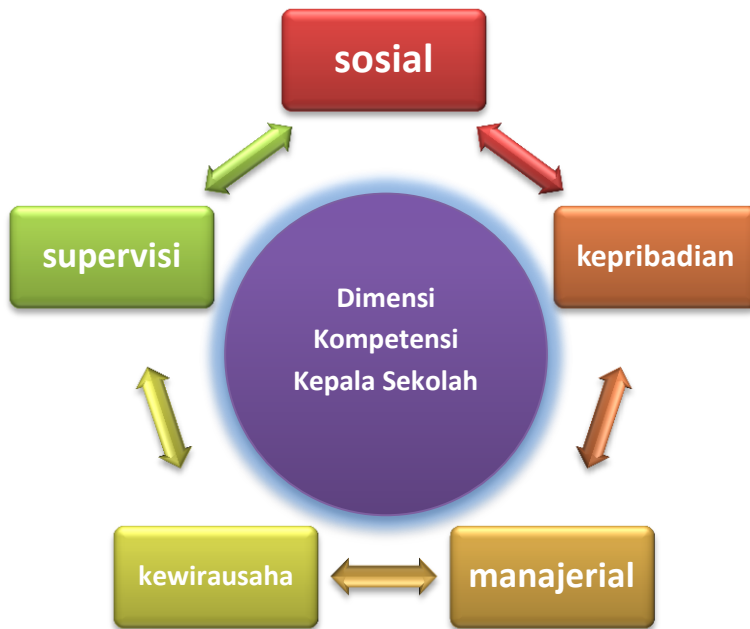 sosial
supervisi
kepribadian
Dimensi
Kompetensi
Kepala Sekolah
kewirausaha
manajerial